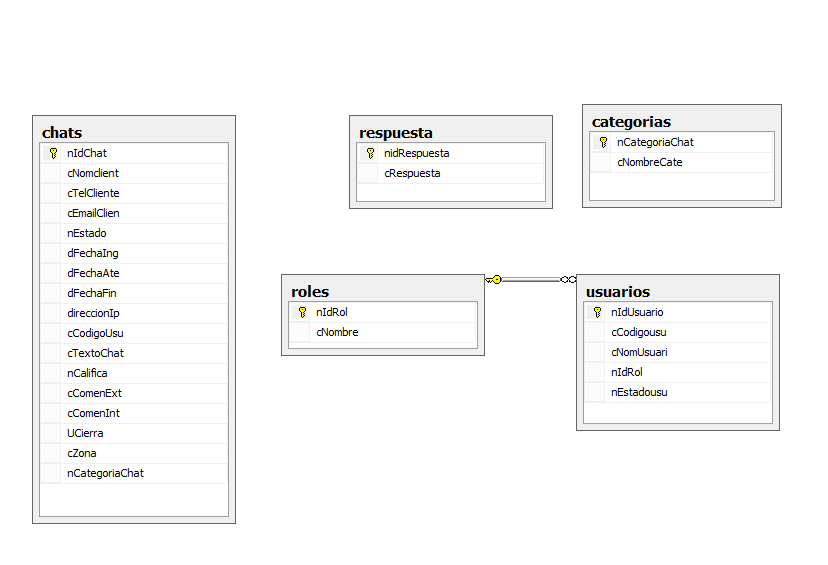 chats
nIdChat
cNomclient
cTelCliente
cEmailClien
nEstado
dFechaIng
dFechaAte
dFechaFin
direccionIp
cCodigoUsu
cTextoChat
nCalifica
cComenExt
cComenInt
UCierra
cZona
nCategoriaChat
respuesta
nidRespuesta
cRespuesta
categorias
nCategoriaChat
cNombreCate
roles
nIdRol
cNombre
usuarios
nIdUsuario
cCodigousu
cNomUsuari
nIdRol
nEstadousu